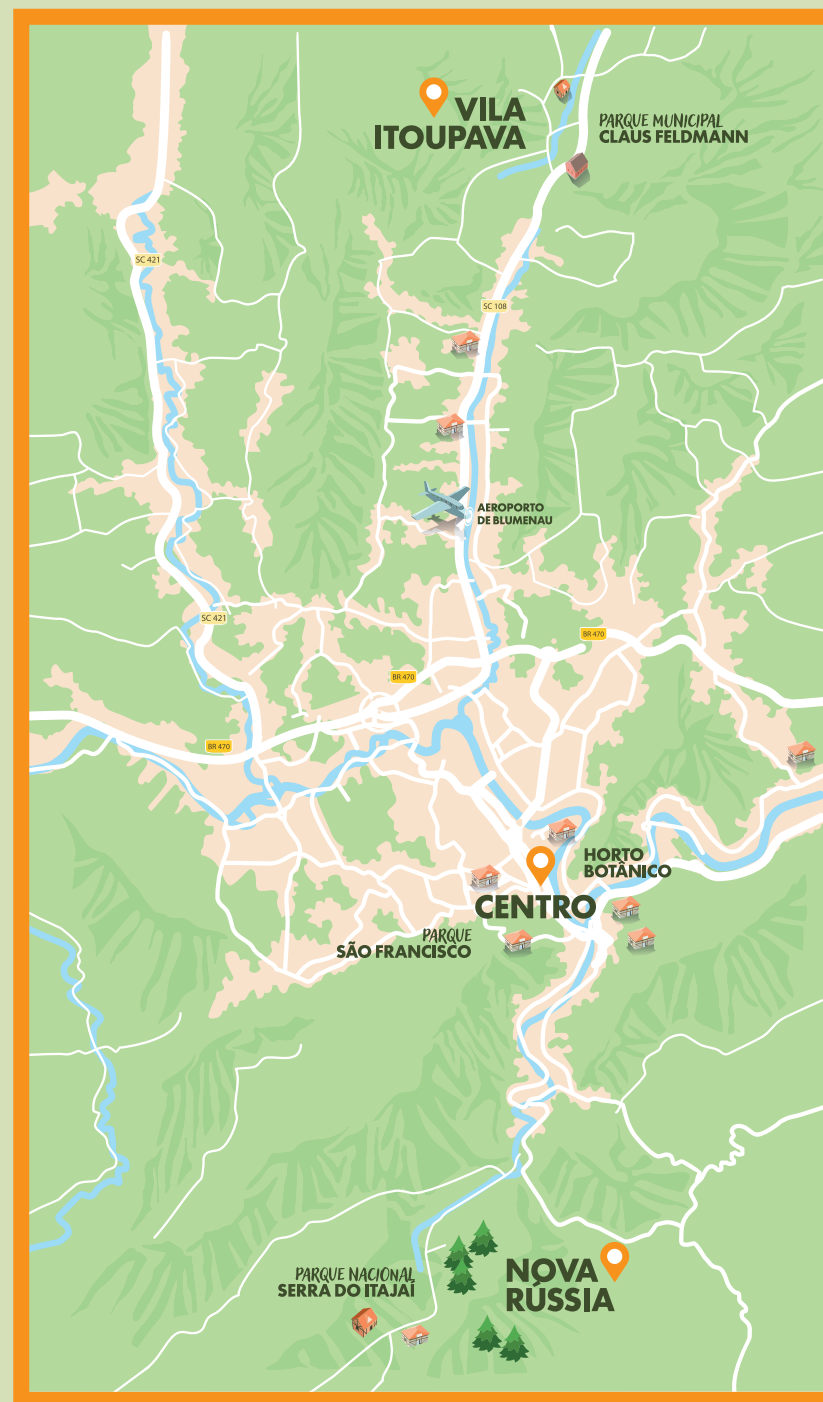 VILA
ITOUPAVA
PARQUE MUNICIPAL
CLAUS FELDMANN
SC 421
SC 108
AEROPORTO
DE BLUMENAU
SC 421
BR 470
BR 470
BR 470
HORTO
BOTÂNICO
CENTRO
PARQUE
SÃO FRANCISCO
PARQUE NACIONAL
SERRA DO ITAJAÍ
NOVA
RÚSSIA